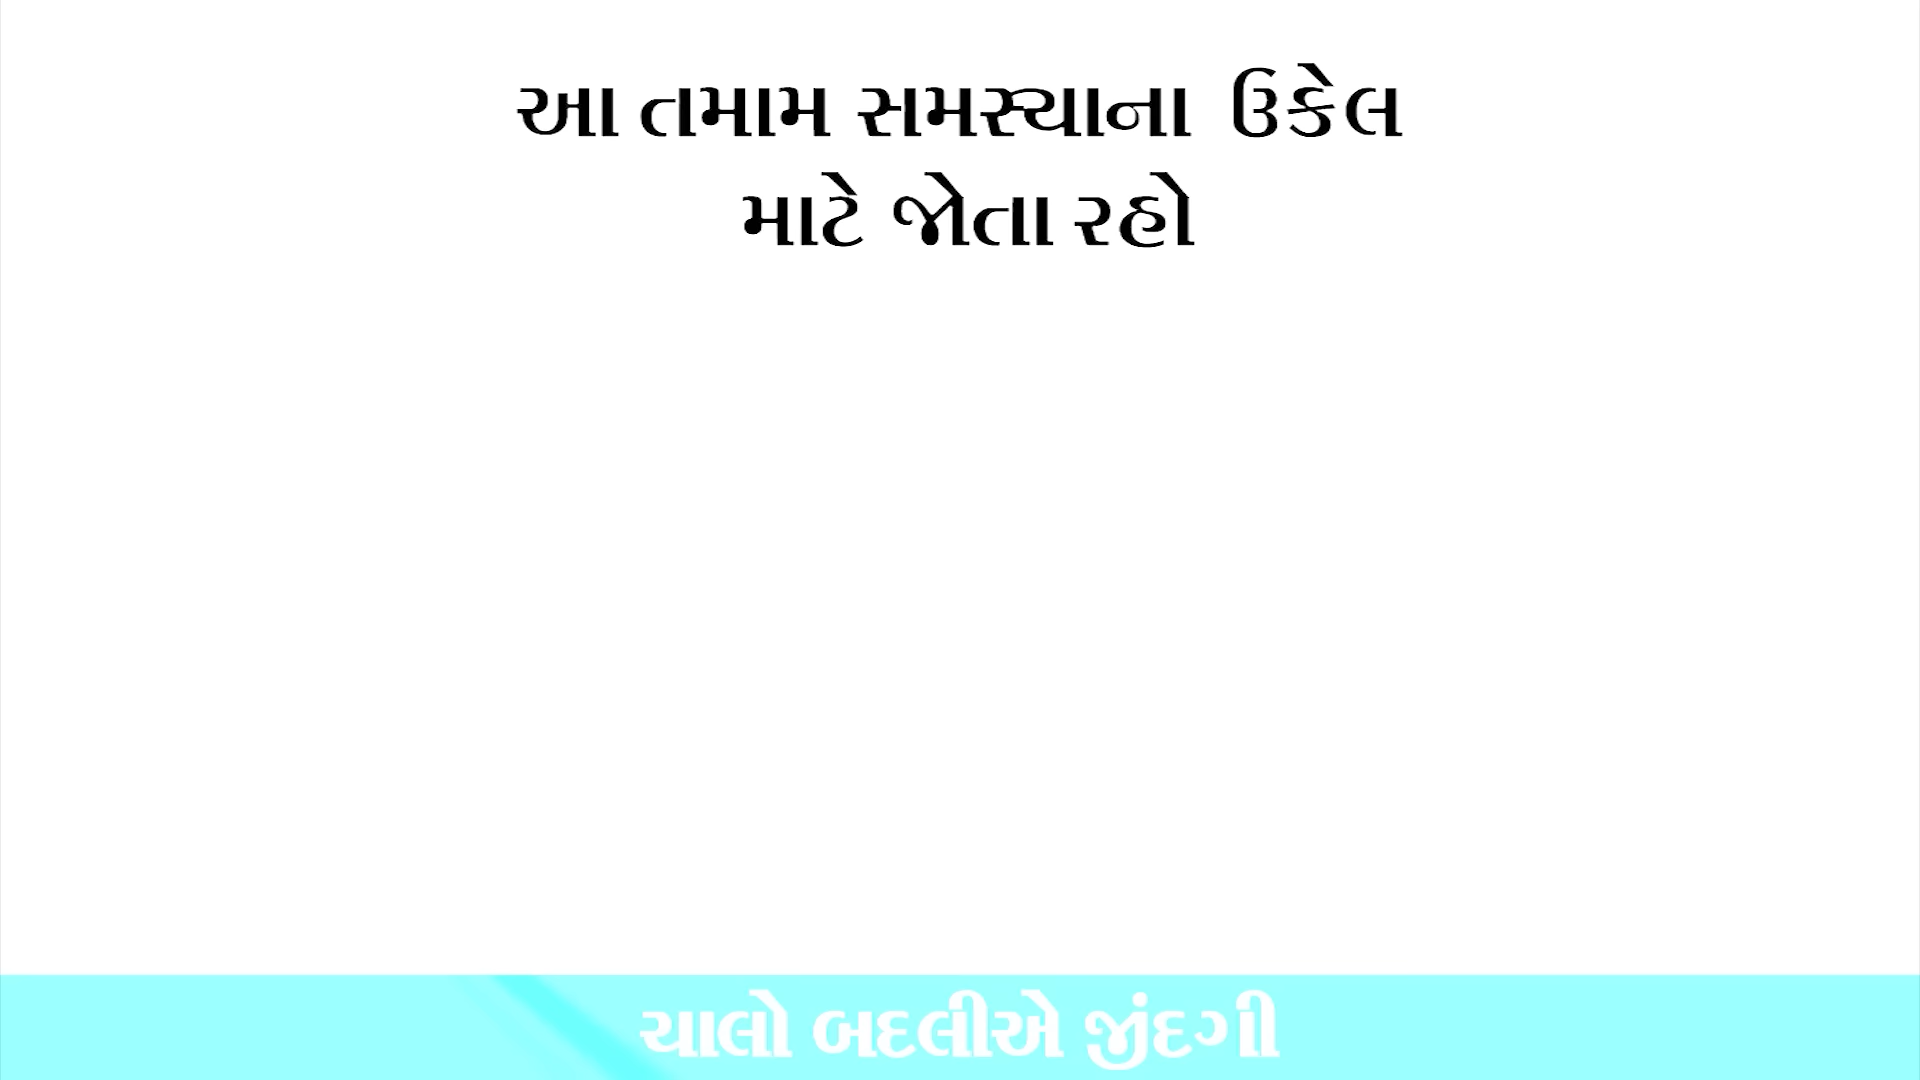 આ તમામ સમસ્યાના ઉકેલ
માટે જોતા રહો
ચાલો બદલીએ જીંદગી